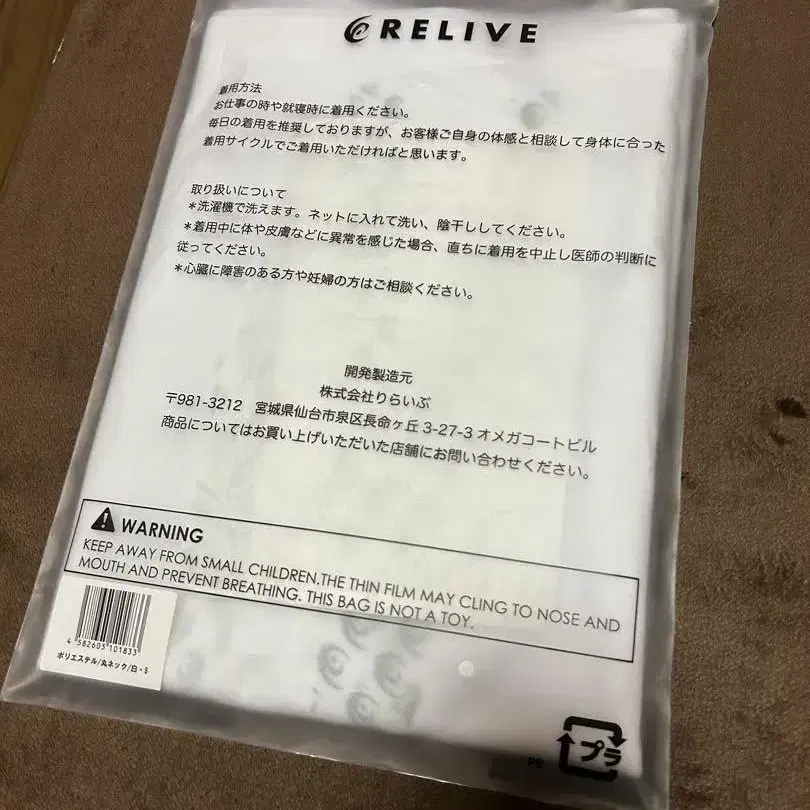 RELIVE
着用方法
お仕事の時や就寝時に着用ください。
毎日の着用を推奨しておりますが、お客様ご自身の体感と相談して身体に合った
着用サイクルでご着用いただければと思います。
取り扱いについて
＊洗濯機で洗えます。ネットに入れて洗い、陰干ししてください。
＊着用中に体や皮膚などに異常を感じた場合、直ちに着用を中止し医師の判断に
従ってください。
＊心臓に障害のある方や妊婦の方はご相談ください。
開発製造元
株式会社りらいぶ
〒981-3212　宮城県仙台市泉区長命ヶ丘 3-27-3 オメガコートビル
商品についてはお買い上げいただいた店舗にお問い合わせください。
WARNING
KEEP AWAY FROM SMALL CHILDREN.THE THIN FILM MAY CLING TO NOSE AND
MOUTH AND PREVENT BREATHING. THIS BAG IS NOT A TOY.
4 582605 101833
ポリエステル/丸ネック/白・S
PE
プラ